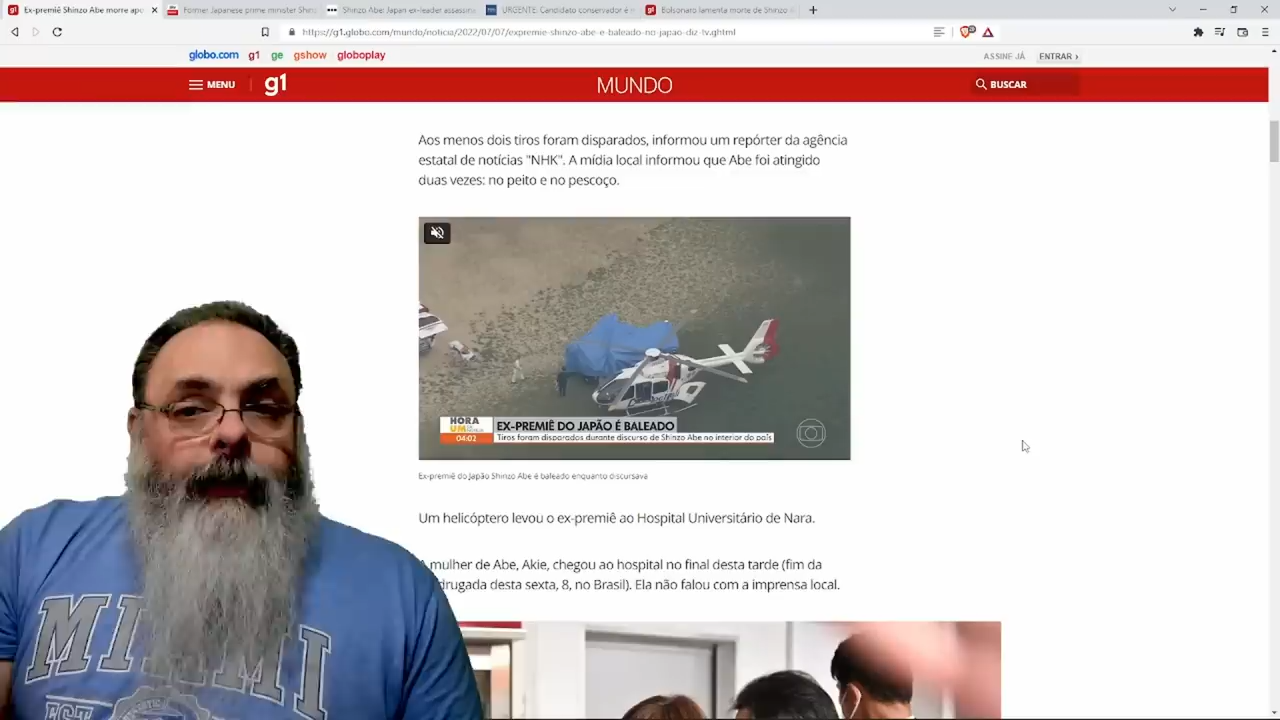 Ex-premiê Shinzo Abe morre apó
Former Japanese prime minister Shinz
Shinzo Abe: Japan ex-leader assassina
URGENTE: Candidato conservador é
Bolsonaro lamenta morte de Shinzo A
https://g1.globo.com/mundo/noticia/2022/07/07/expremie-shinzo-abe-e-baleado-no-japao-diz-tv.ghtml
globo.com g1 ge gshow globoplay ASSINE JÁ ENTRAR ›
MENU g1 MUNDO BUSCAR
Aos menos dois tiros foram disparados, informou um repórter da agência
estatal de notícias "NHK". A mídia local informou que Abe foi atingido
duas vezes: no peito e no pescoço.
HORA
UM
04:02
EX-PREMIÊ DO JAPÃO É BALEADO
Tiros foram disparados durante discurso de Shinzo Abe no interior do país
Ex-premiê do Japão Shinzo Abe é baleado enquanto discursava
Um helicóptero levou o ex-premiê ao Hospital Universitário de Nara.
A mulher de Abe, Akie, chegou ao hospital no final desta tarde (fim da
drugada desta sexta, 8, no Brasil). Ela não falou com a imprensa local.
MIAMI
EST